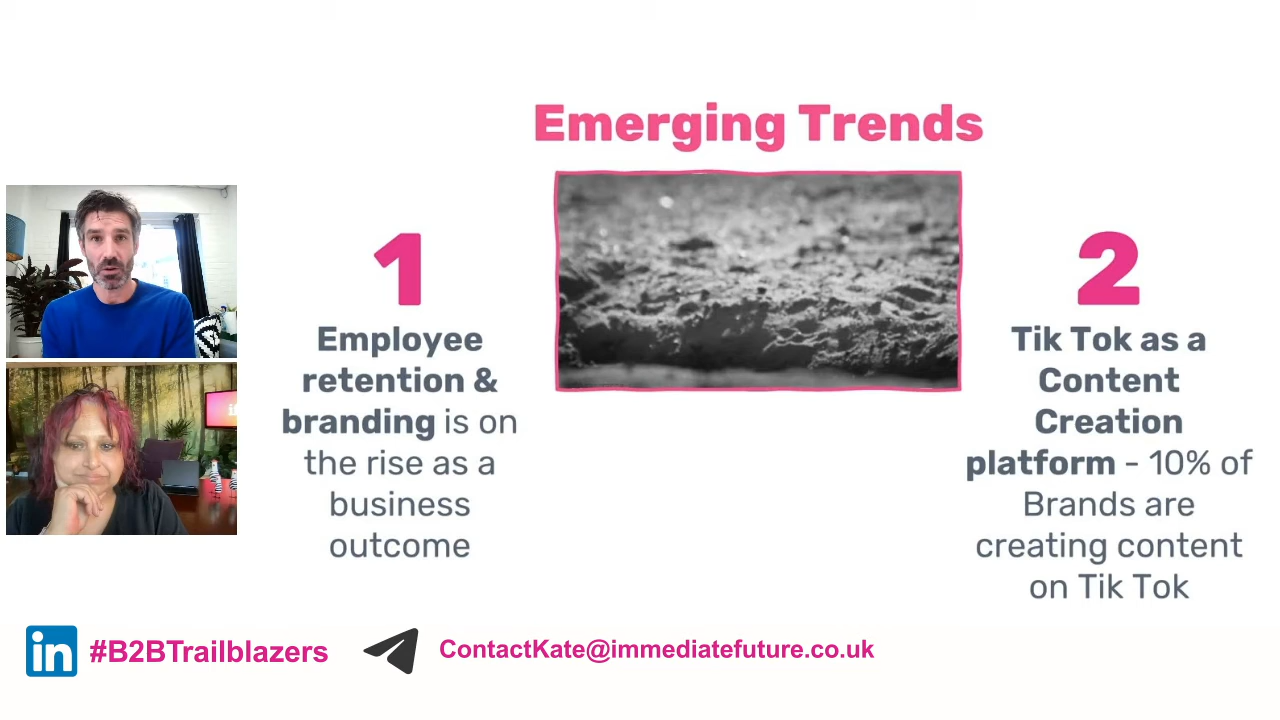 Emerging Trends
1
Employee
retention &
branding is on
the rise as a
business
outcome
2
Tik Tok as a
Content
Creation
platform - 10% of
Brands are
creating content
on Tik Tok
in #B2BTrailblazers
ContactKate@immediatefuture.co.uk